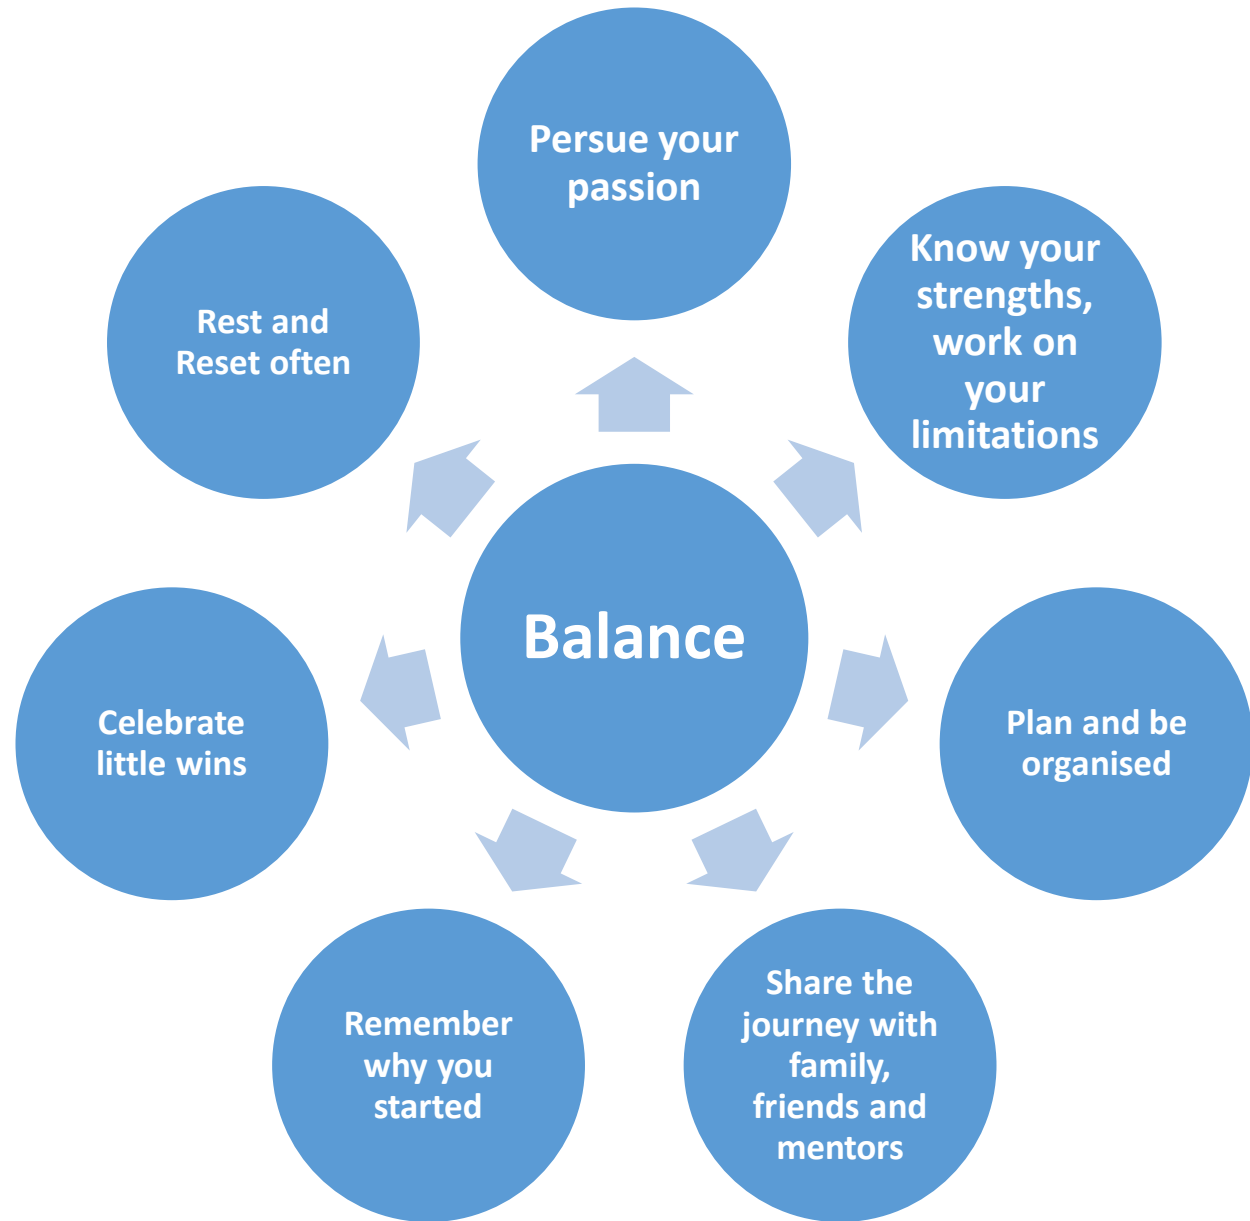 Persue your
passion
Know your
strengths,
work on
your
limitations
Plan and be
organised
Share the
journey with
family,
friends and
mentors
Remember
why you
started
Celebrate
little wins
Rest and
Reset often
Balance